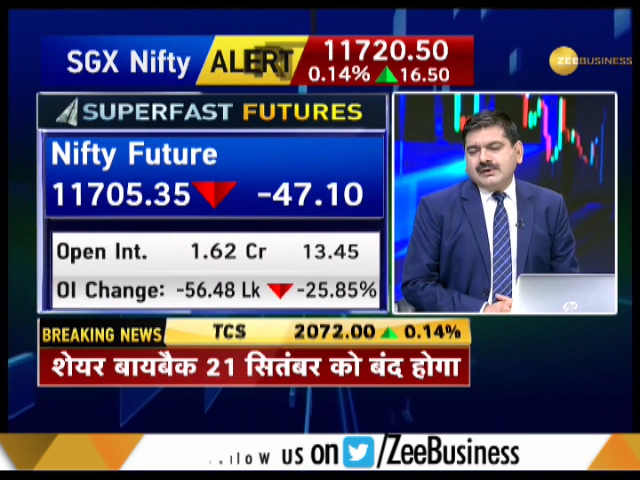 SGX Nifty
ALERT
11720.50
0.14% 16.50
ZEEBUSINESS
SUPERFAST FUTURES
Nifty Future
11705.35 -47.10
Open Int. 1.62 Cr 13.45
OI Change: -56.48 Lk -25.85%
hp
BREAKING NEWS TCS 2072.00 0.14%
शेयर बायबैक 21 सितंबर को बंद होगा
us on /ZeeBusiness